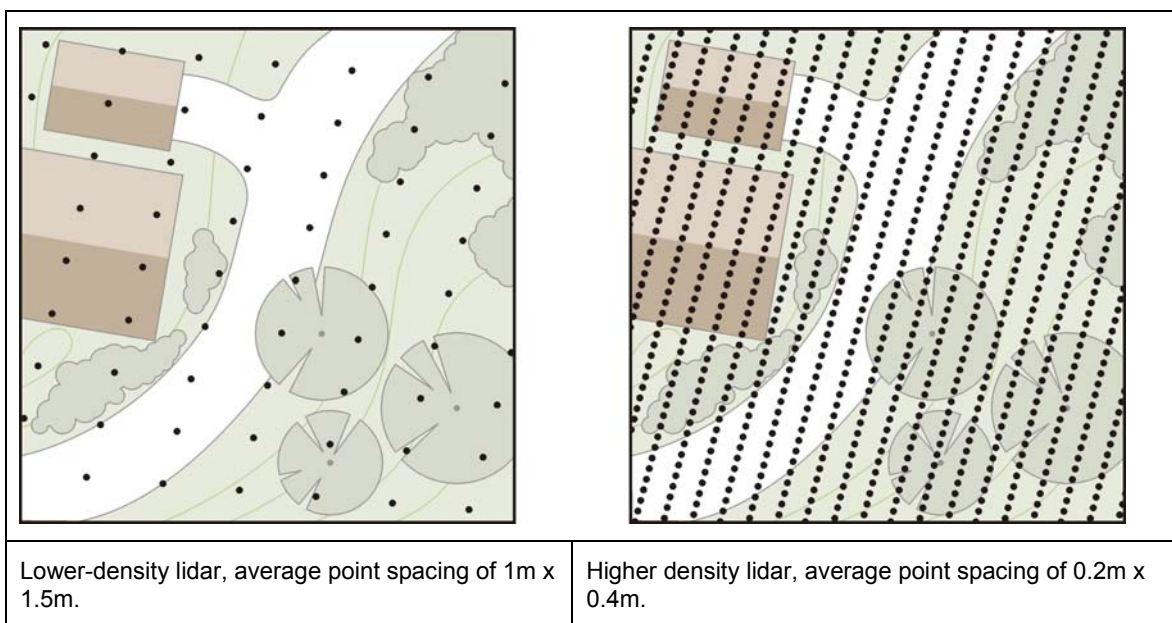 Lower-density lidar, average point spacing of 1m x
1.5m.
Higher density lidar, average point spacing of 0.2m x
0.4m.